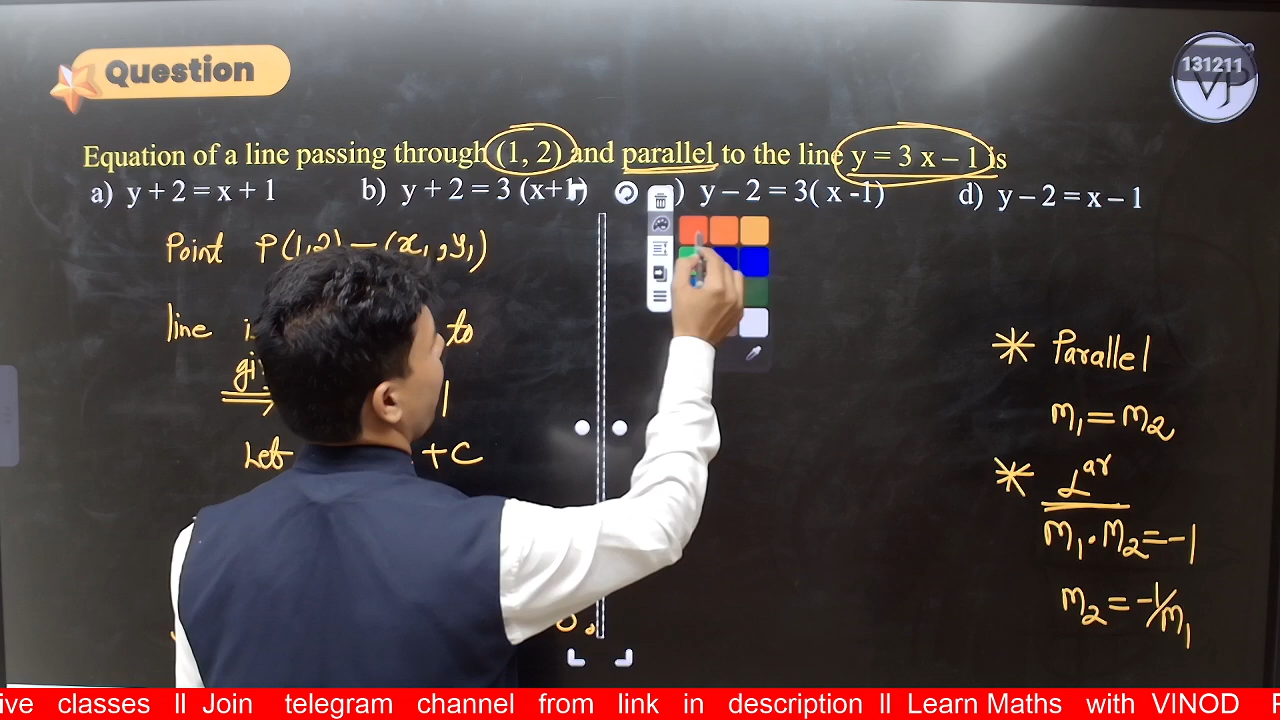 Question
131211
VP
Equation of a line passing through (1, 2) and parallel to the line y = 3 x – 1 is
a) y + 2 = x + 1 b) y + 2 = 3 (x+1) ) y – 2 = 3( x -1) d) y – 2 = x – 1
Point P(1,2) – (x₁, y₁)
line to
Let + C
* Parallel
m₁ = m₂
* ⊥ar
m₁ · m₂ = -1
m₂ = -1/m₁
ive classes ll Join telegram channel from link in description ll Learn Maths with VINOD